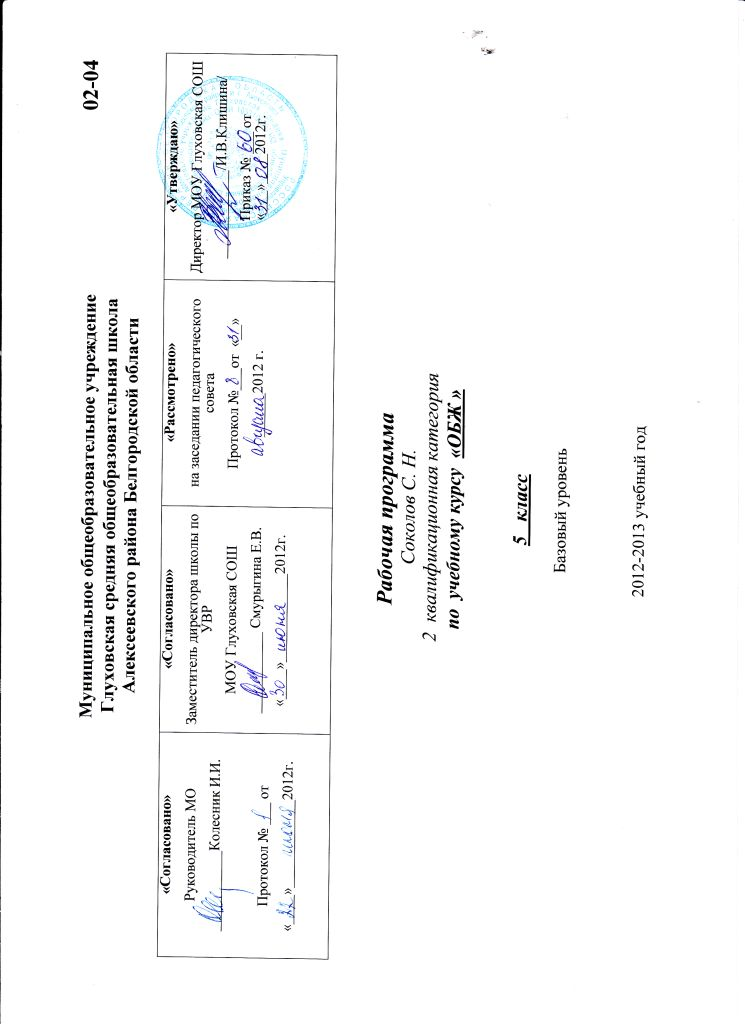 02-04
Муниципальное общеобразовательное учреждение
Глуховская средняя общеобразовательная школа
Алексеевского района Белгородской области
«Согласовано»
Руководитель МО
Колесник И.И.
Протокол № 1 от
« 22 » июня 2012г.
«Согласовано»
Заместитель директора школы по
УВР
МОУ Глуховская СОШ
Смурыгина Е.В.
« 30 » июня 2012г.
«Рассмотрено»
на заседании педагогического
совета
Протокол № 8 от «31»
августа 2012 г.
«Утверждаю»
Директор МОУ Глуховская СОШ
/И.В.Клишина/
Приказ № 60 от
«31» 08 2012г.
Рабочая программа
Соколов С. Н.
2 квалификационная категория
по учебному курсу «ОБЖ »
5 класс
Базовый уровень
2012-2013 учебный год